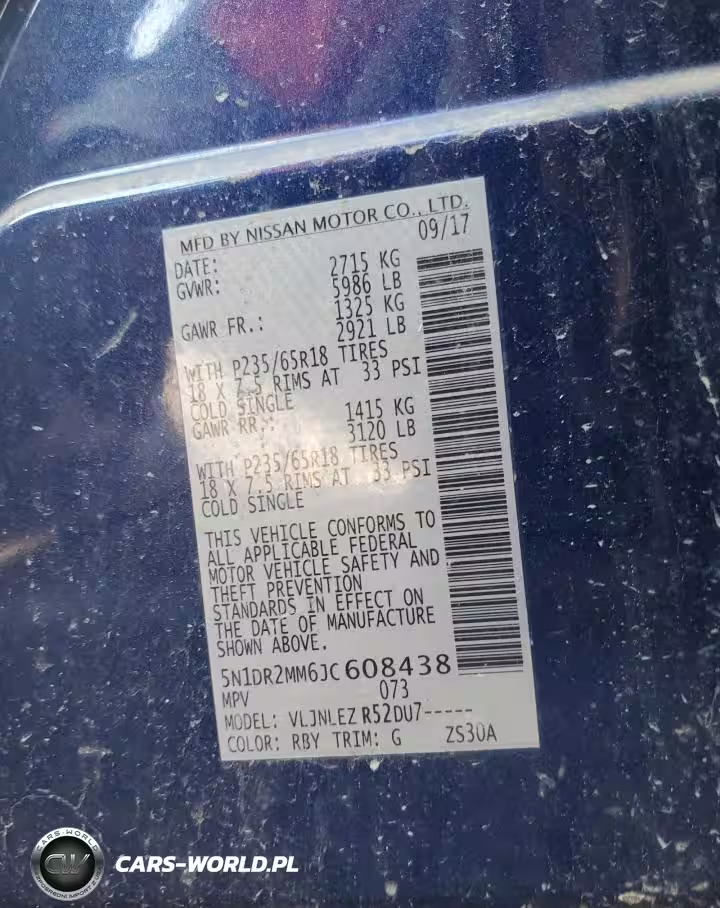 MFD BY NISSAN MOTOR CO., LTD.
DATE: 09/17
GVWR: 2715 KG
5986 LB
GAWR FR.: 1325 KG
2921 LB
WITH P235/65R18 TIRES
18 X 7.5 RIMS AT 33 PSI
COLD SINGLE
GAWR RR.: 1415 KG
3120 LB
WITH P235/65R18 TIRES
18 X 7.5 RIMS AT 33 PSI
COLD SINGLE
THIS VEHICLE CONFORMS TO
ALL APPLICABLE FEDERAL
MOTOR VEHICLE SAFETY AND
THEFT PREVENTION
STANDARDS IN EFFECT ON
THE DATE OF MANUFACTURE
SHOWN ABOVE.
5N1DR2MM6JC608438
MPV 073
MODEL: VLJNLEZ R52DU7-----
COLOR: RBY TRIM: G ZS30A
CARS-WORLD
CW
CARS-WORLD.PL